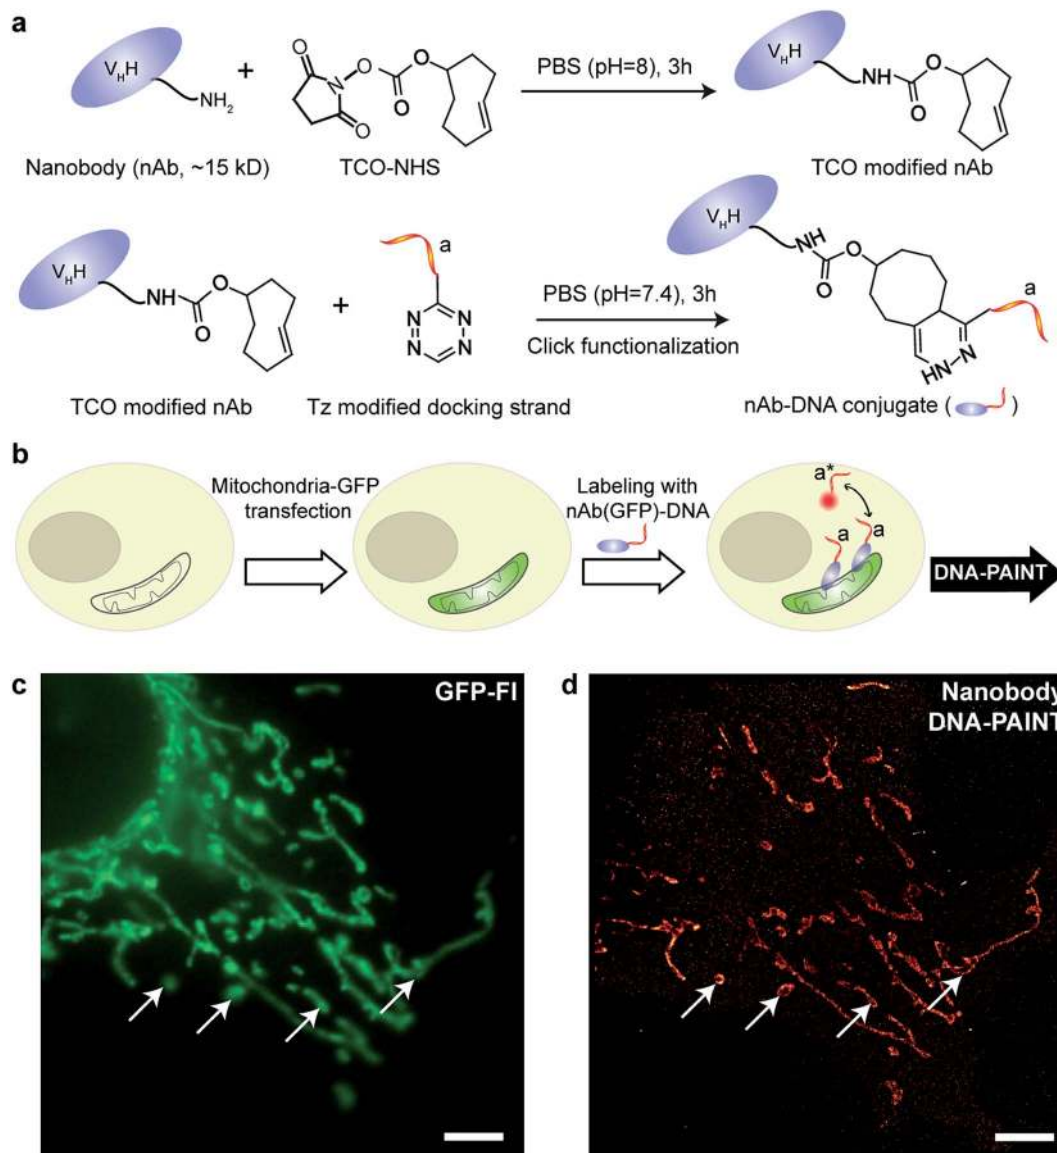 a
VHH
NH2
+
O
N
O
O
O
O
PBS (pH=8), 3h
VHH
NH
O
O
Nanobody (nAb, ~15 kD)
TCO-NHS
TCO modified nAb
VHH
NH
O
O
+
a
N
N
N
N
PBS (pH=7.4), 3h
Click functionalization
VHH
NH
O
O
a
HN
N
TCO modified nAb
Tz modified docking strand
nAb-DNA conjugate ( )
b
Mitochondria-GFP
transfection
Labeling with
nAb(GFP)-DNA
a*
a
a
DNA-PAINT
c
GFP-FI
d
Nanobody
DNA-PAINT